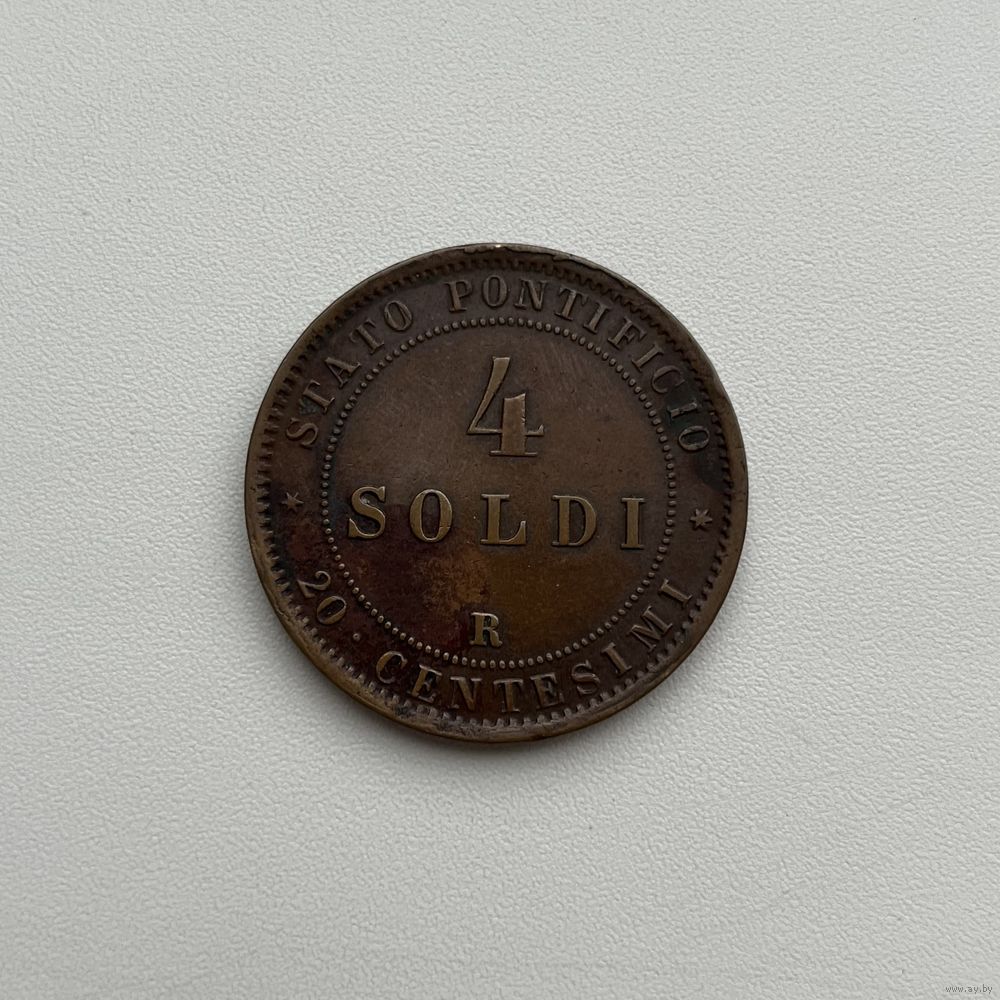 STATO PONTIFICIO
4
SOLDI
R
20 · CENTESIMI
www.ay.by